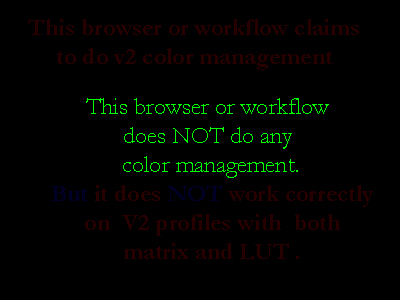 This browser or workflow claims
to do v2 color management
This browser or workflow
does NOT do any
color management.
But it does NOT work correctly
on V2 profiles with both
matrix and LUT .